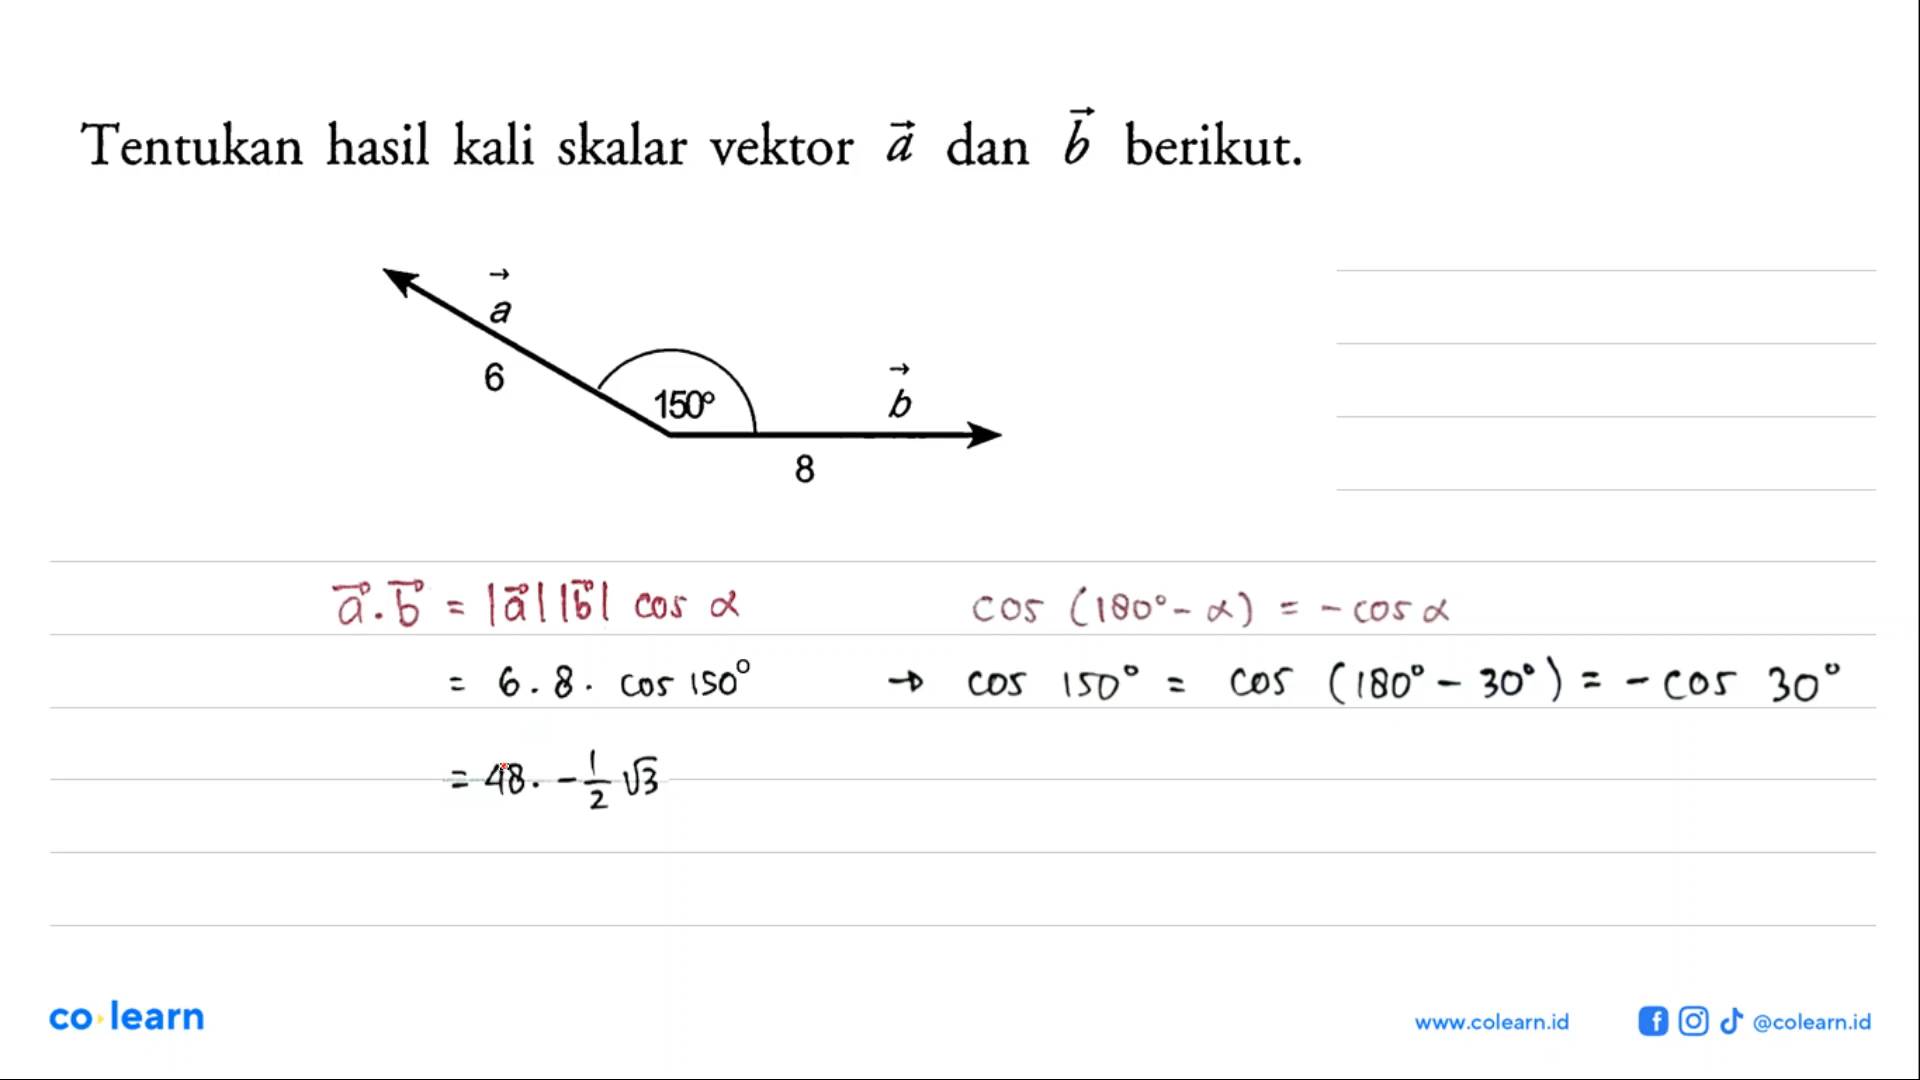 Tentukan hasil kali skalar vektor a⃗ dan b⃗ berikut.
a⃗
6
150°
b⃗
8
a⃗ . b⃗ = |a⃗| |b⃗| cos α
cos (180° - α) = - cos α
= 6 . 8 . cos 150°
→ cos 150° = cos (180° - 30°) = - cos 30°
= 48 . - 1/2 √3
co learn
www.colearn.id
@colearn.id